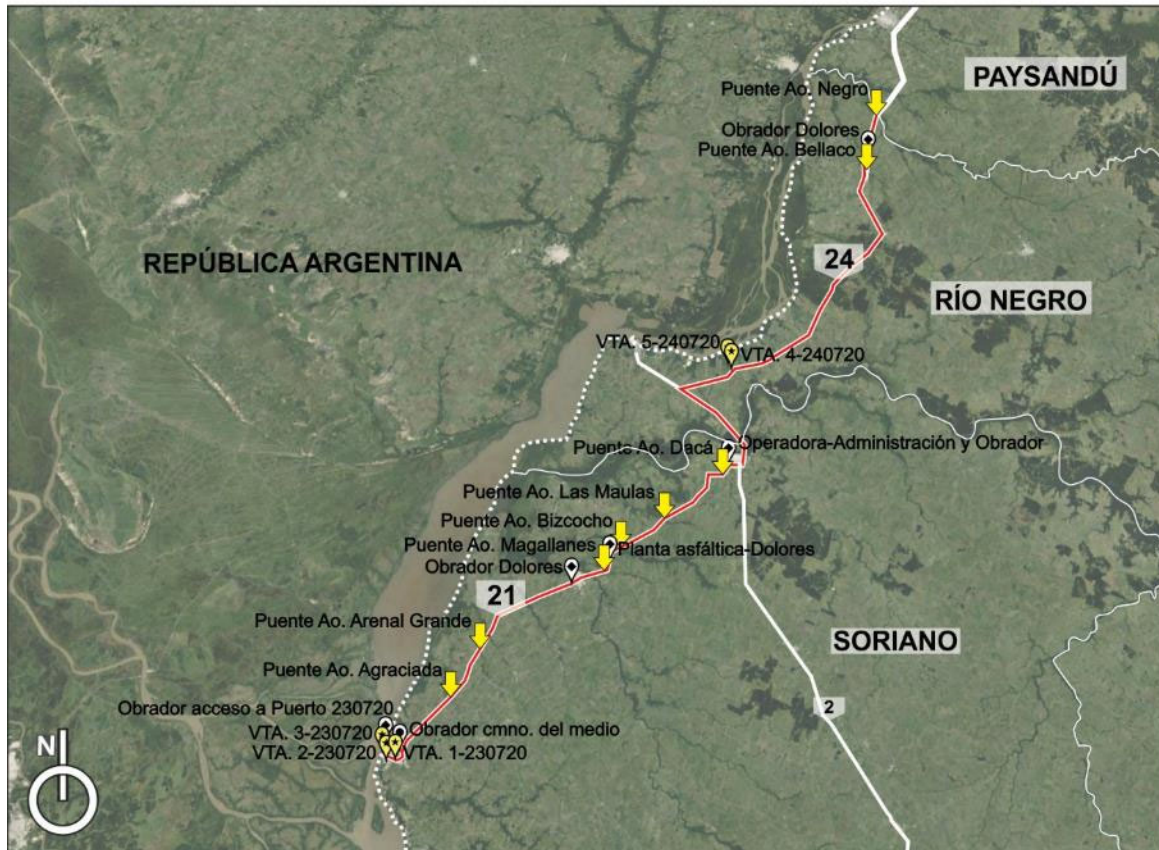 PAYSANDÚ
Puente Ao. Negro
Obrador Dolores
Puente Ao. Bellaco
REPÚBLICA ARGENTINA
24
RÍO NEGRO
VTA. 5-240720
VTA. 4-240720
Puente Ao. Dacá
Operadora-Administración y Obrador
Puente Ao. Las Maulas
Puente Ao. Bizcocho
Puente Ao. Magallanes
Planta asfáltica-Dolores
Obrador Dolores
21
Puente Ao. Arenal Grande
SORIANO
Puente Ao. Agraciada
Obrador acceso a Puerto 230720
2
VTA. 3-230720
Obrador cmno. del medio
VTA. 2-230720
VTA. 1-230720
N